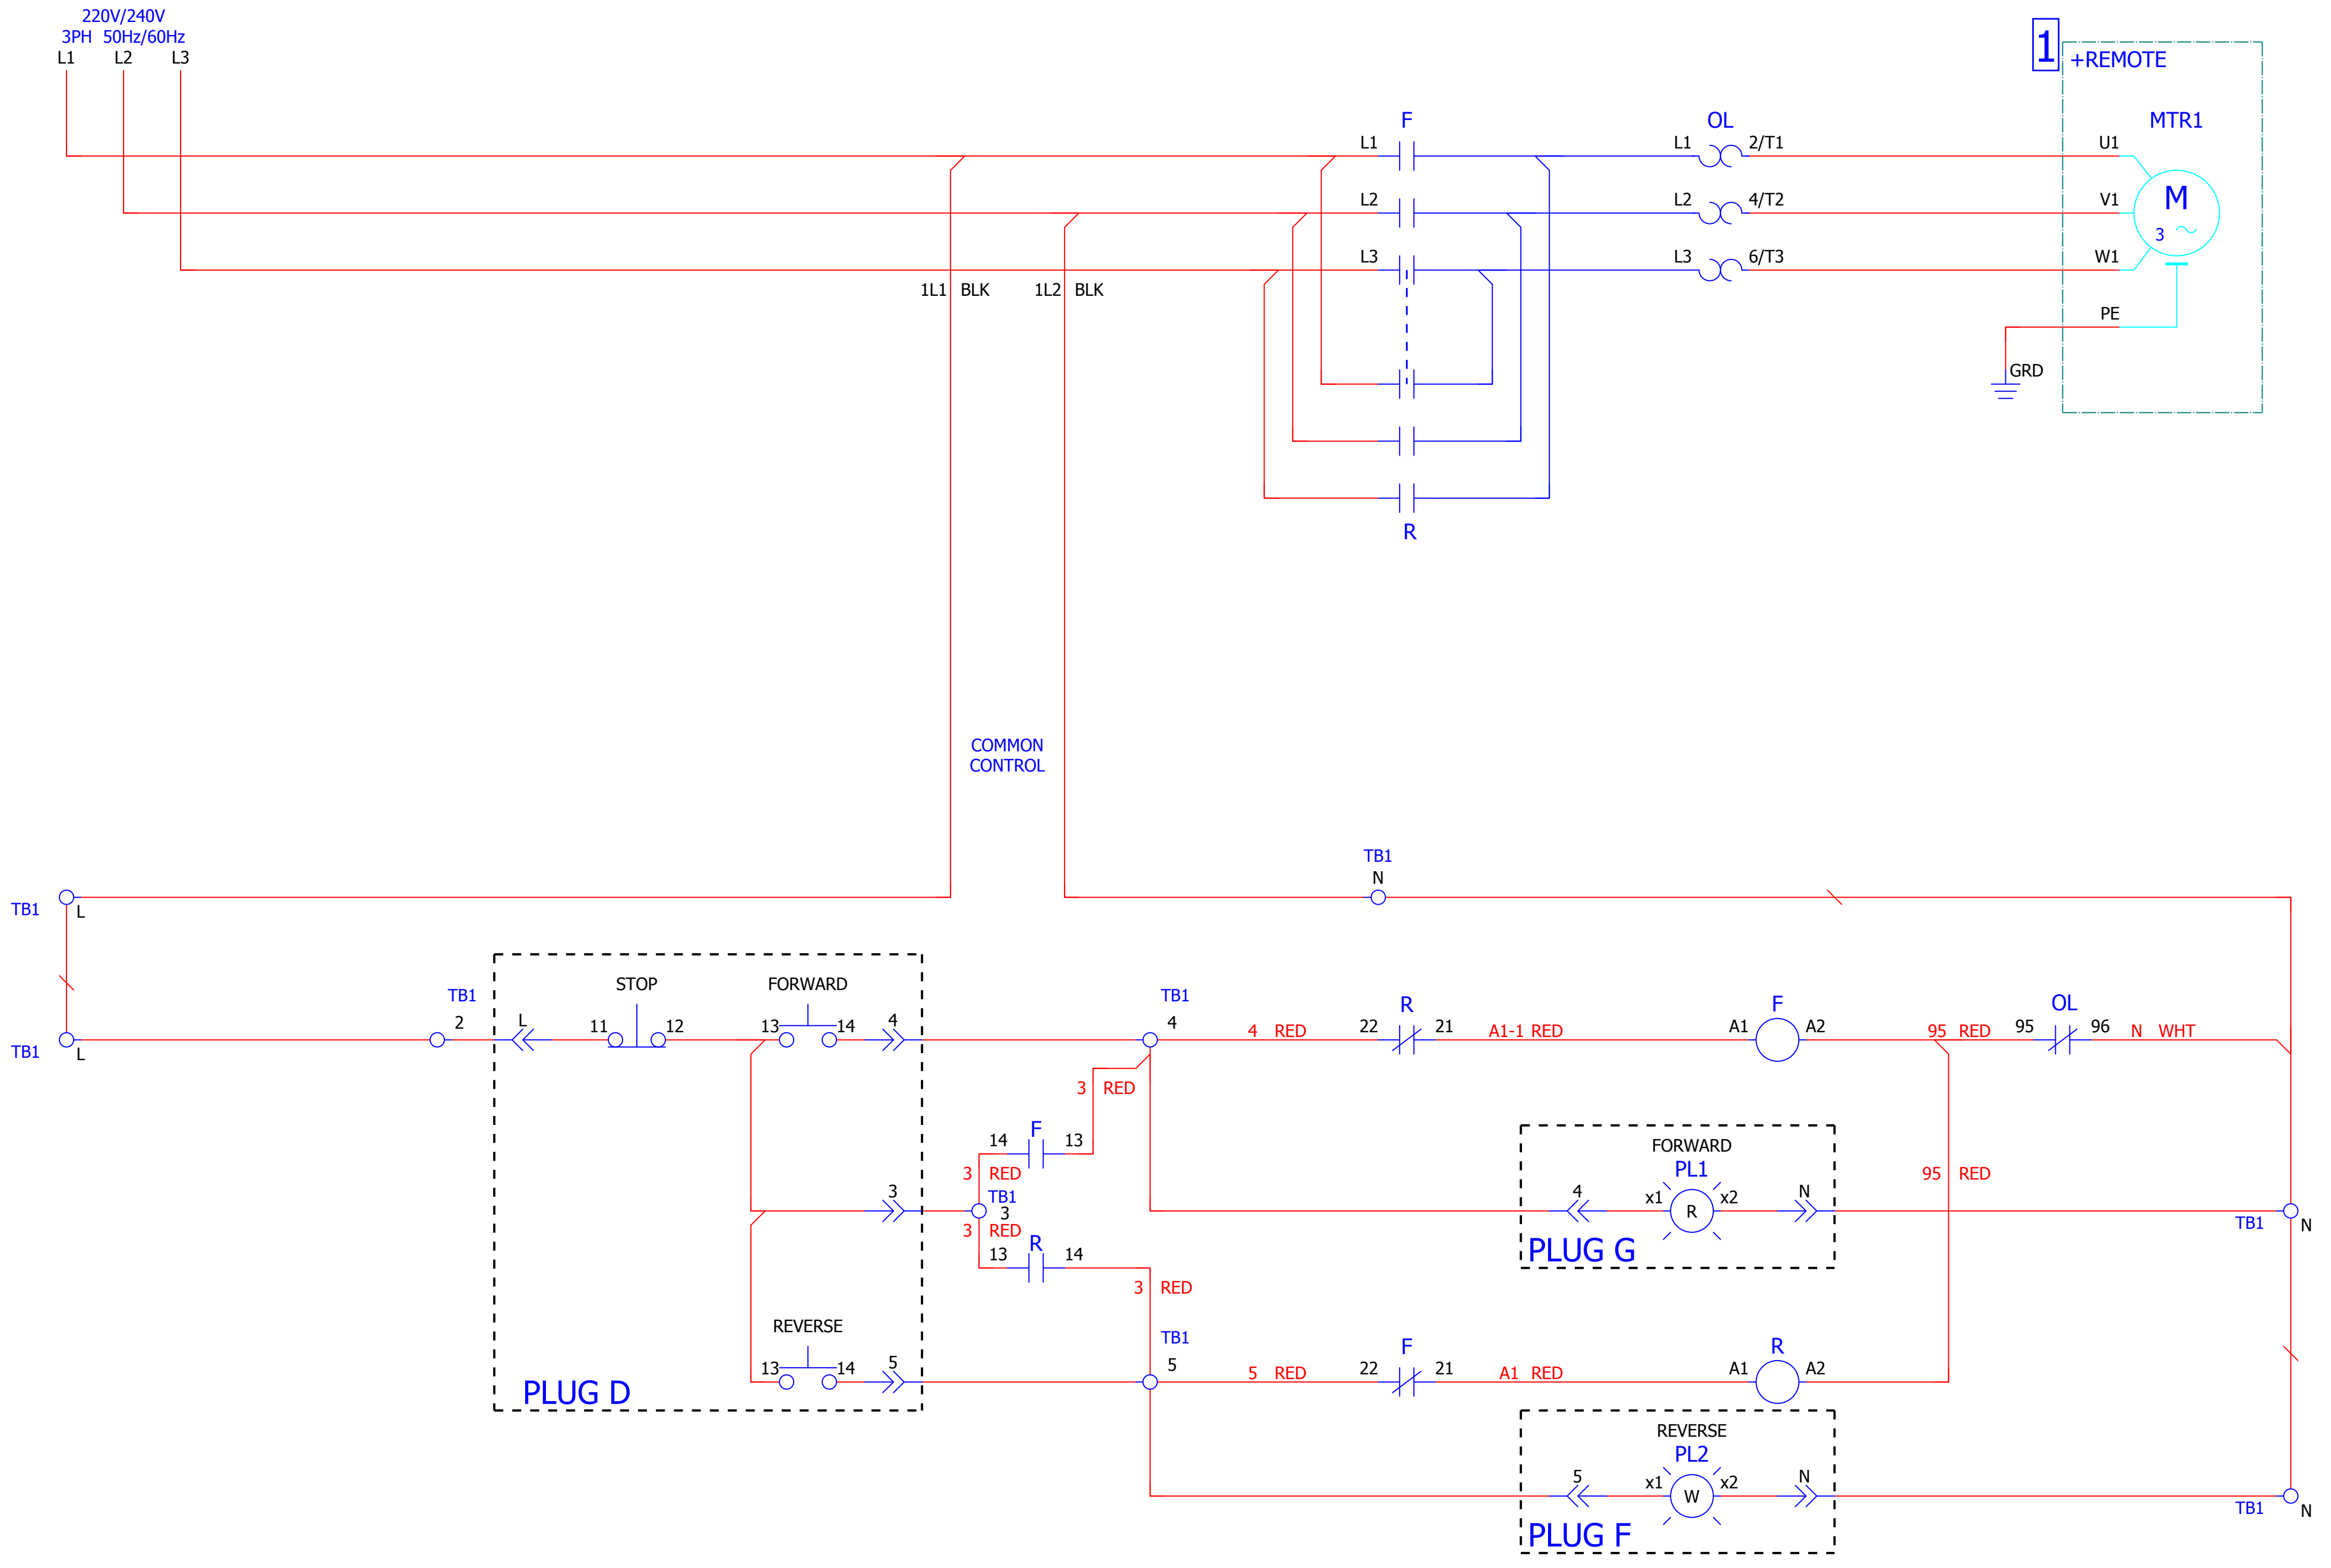 220V/240V
3PH 50Hz/60Hz
L1 L2 L3
1
+REMOTE
F OL MTR1
L1 L1 2/T1 U1
L2 L2 4/T2 V1
M
3
L3 L3 6/T3 W1
1L1 BLK 1L2 BLK
PE
GRD
R
COMMON
CONTROL
TB1
N
TB1 L
STOP FORWARD
TB1 TB1 R F OL
2 L 11 12 13 14 4 4 4 RED 22 21 A1-1 RED A1 A2 95 RED 95 96 N WHT
TB1 L
3 RED
F
14 13
FORWARD
PL1
3 RED
95 RED
3 TB1 4 x1 R x2 N
3
TB1 N
3 RED
R
13 14
PLUG G
3 RED
REVERSE
TB1 F R
13 14 5 5 5 RED 22 21 A1 RED A1 A2
PLUG D
REVERSE
PL2
5 x1 W x2 N
TB1 N
PLUG F